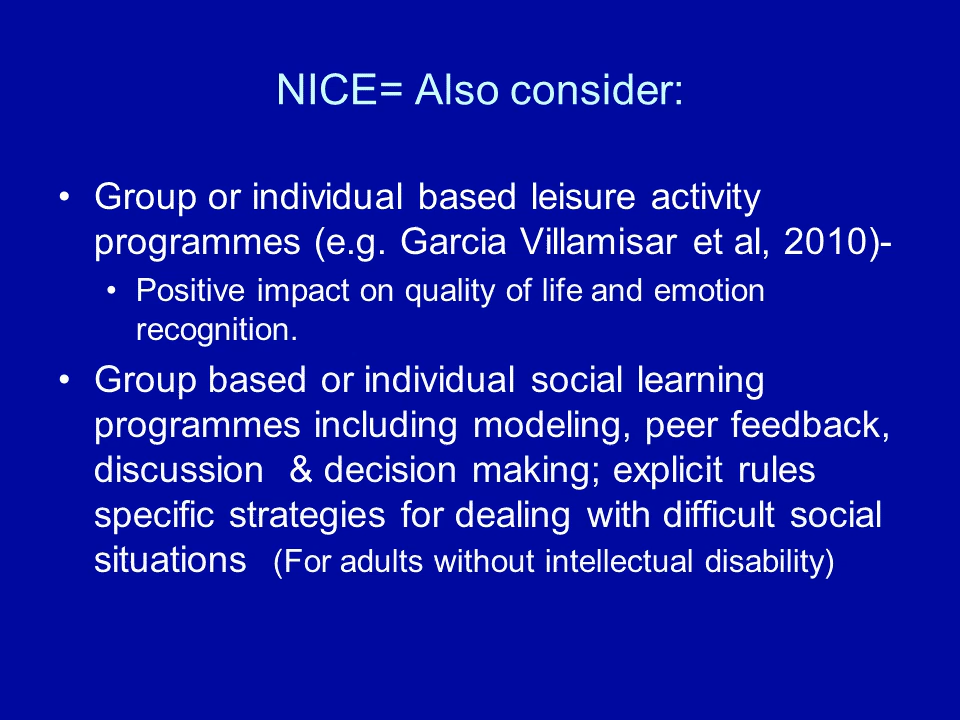 NICE= Also consider:
• Group or individual based leisure activity
programmes (e.g. Garcia Villamisar et al, 2010)-
• Positive impact on quality of life and emotion
recognition.
• Group based or individual social learning
programmes including modeling, peer feedback,
discussion & decision making; explicit rules
specific strategies for dealing with difficult social
situations (For adults without intellectual disability)